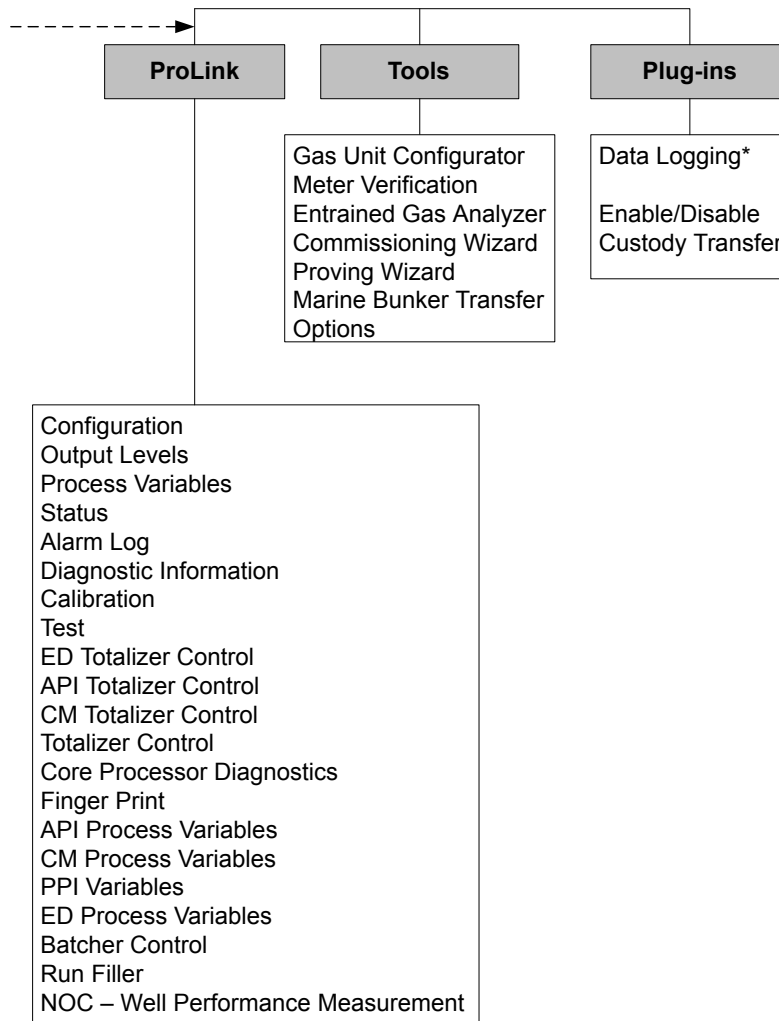 ProLink
Tools
Plug-ins
Gas Unit Configurator
Meter Verification
Entrained Gas Analyzer
Commissioning Wizard
Proving Wizard
Marine Bunker Transfer
Options
Data Logging*
Enable/Disable
Custody Transfer
Configuration
Output Levels
Process Variables
Status
Alarm Log
Diagnostic Information
Calibration
Test
ED Totalizer Control
API Totalizer Control
CM Totalizer Control
Totalizer Control
Core Processor Diagnostics
Finger Print
API Process Variables
CM Process Variables
PPI Variables
ED Process Variables
Batcher Control
Run Filler
NOC – Well Performance Measurement